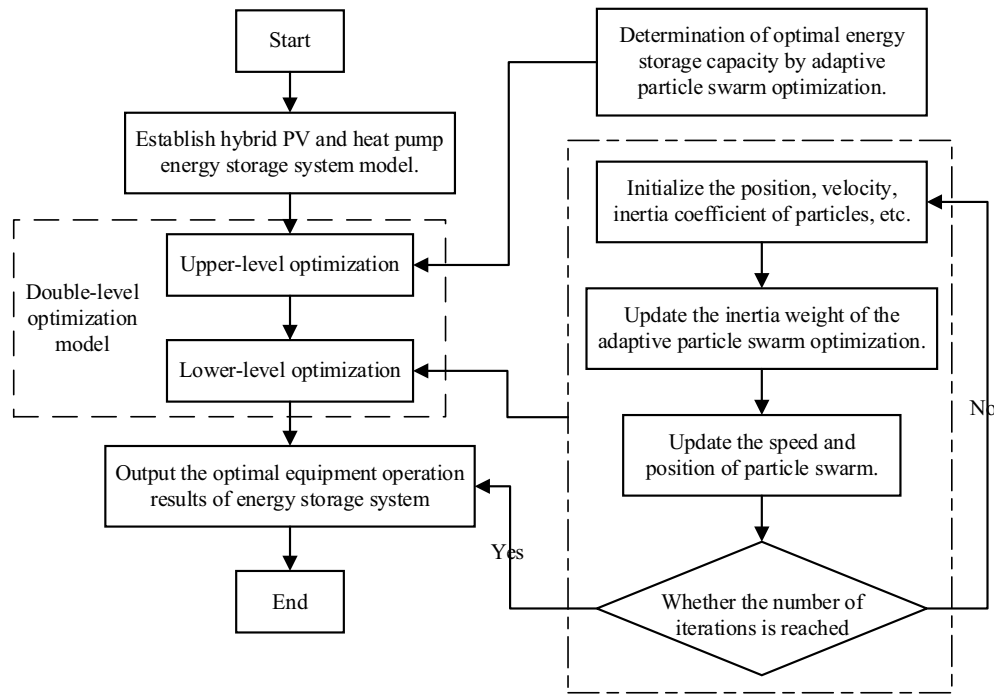 Start
Establish hybrid PV and heat pump
energy storage system model.
Double-level
optimization
model
Upper-level optimization
Lower-level optimization
Output the optimal equipment operation
results of energy storage system
End
Determination of optimal energy
storage capacity by adaptive
particle swarm optimization.
Initialize the position, velocity,
inertia coefficient of particles, etc.
Update the inertia weight of the
adaptive particle swarm optimization.
Update the speed and
position of particle swarm.
Whether the number of
iterions is reached
Yes
No